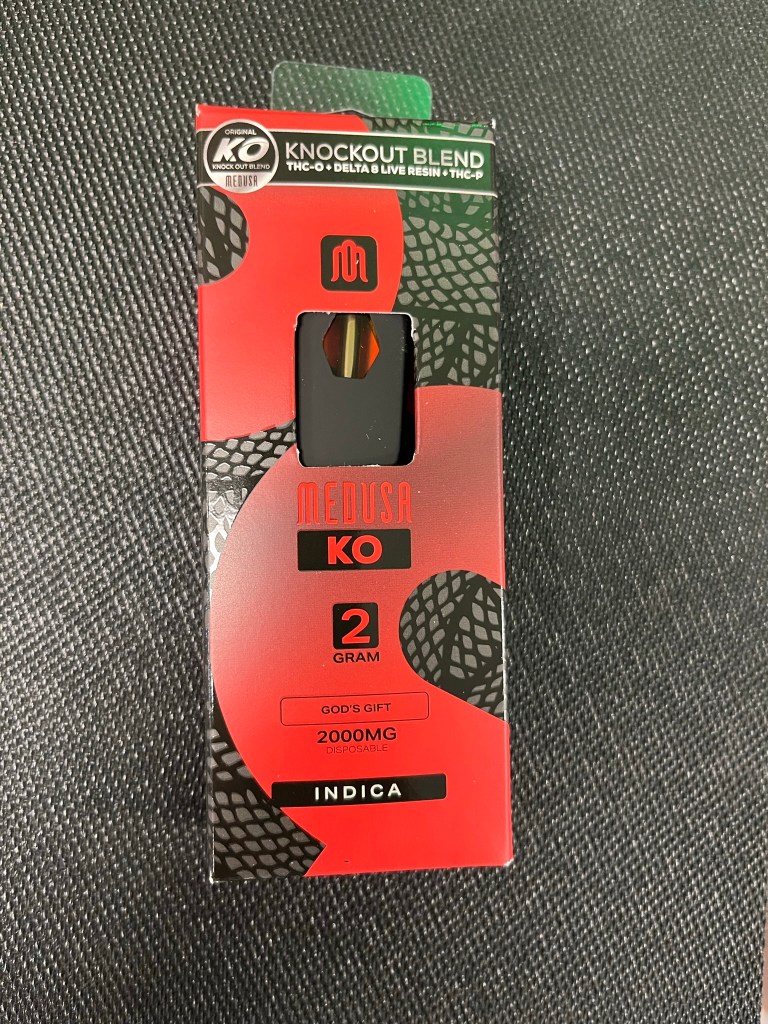 ORIGINAL
KO
KNOCK OUT BLEND
MEDUSA
KNOCKOUT BLEND
THC-O + DELTA 8 LIVE RESIN + THC-P
MEDUSA
KO
2
GRAM
GOD'S GIFT
2000MG
DISPOSABLE
INDICA